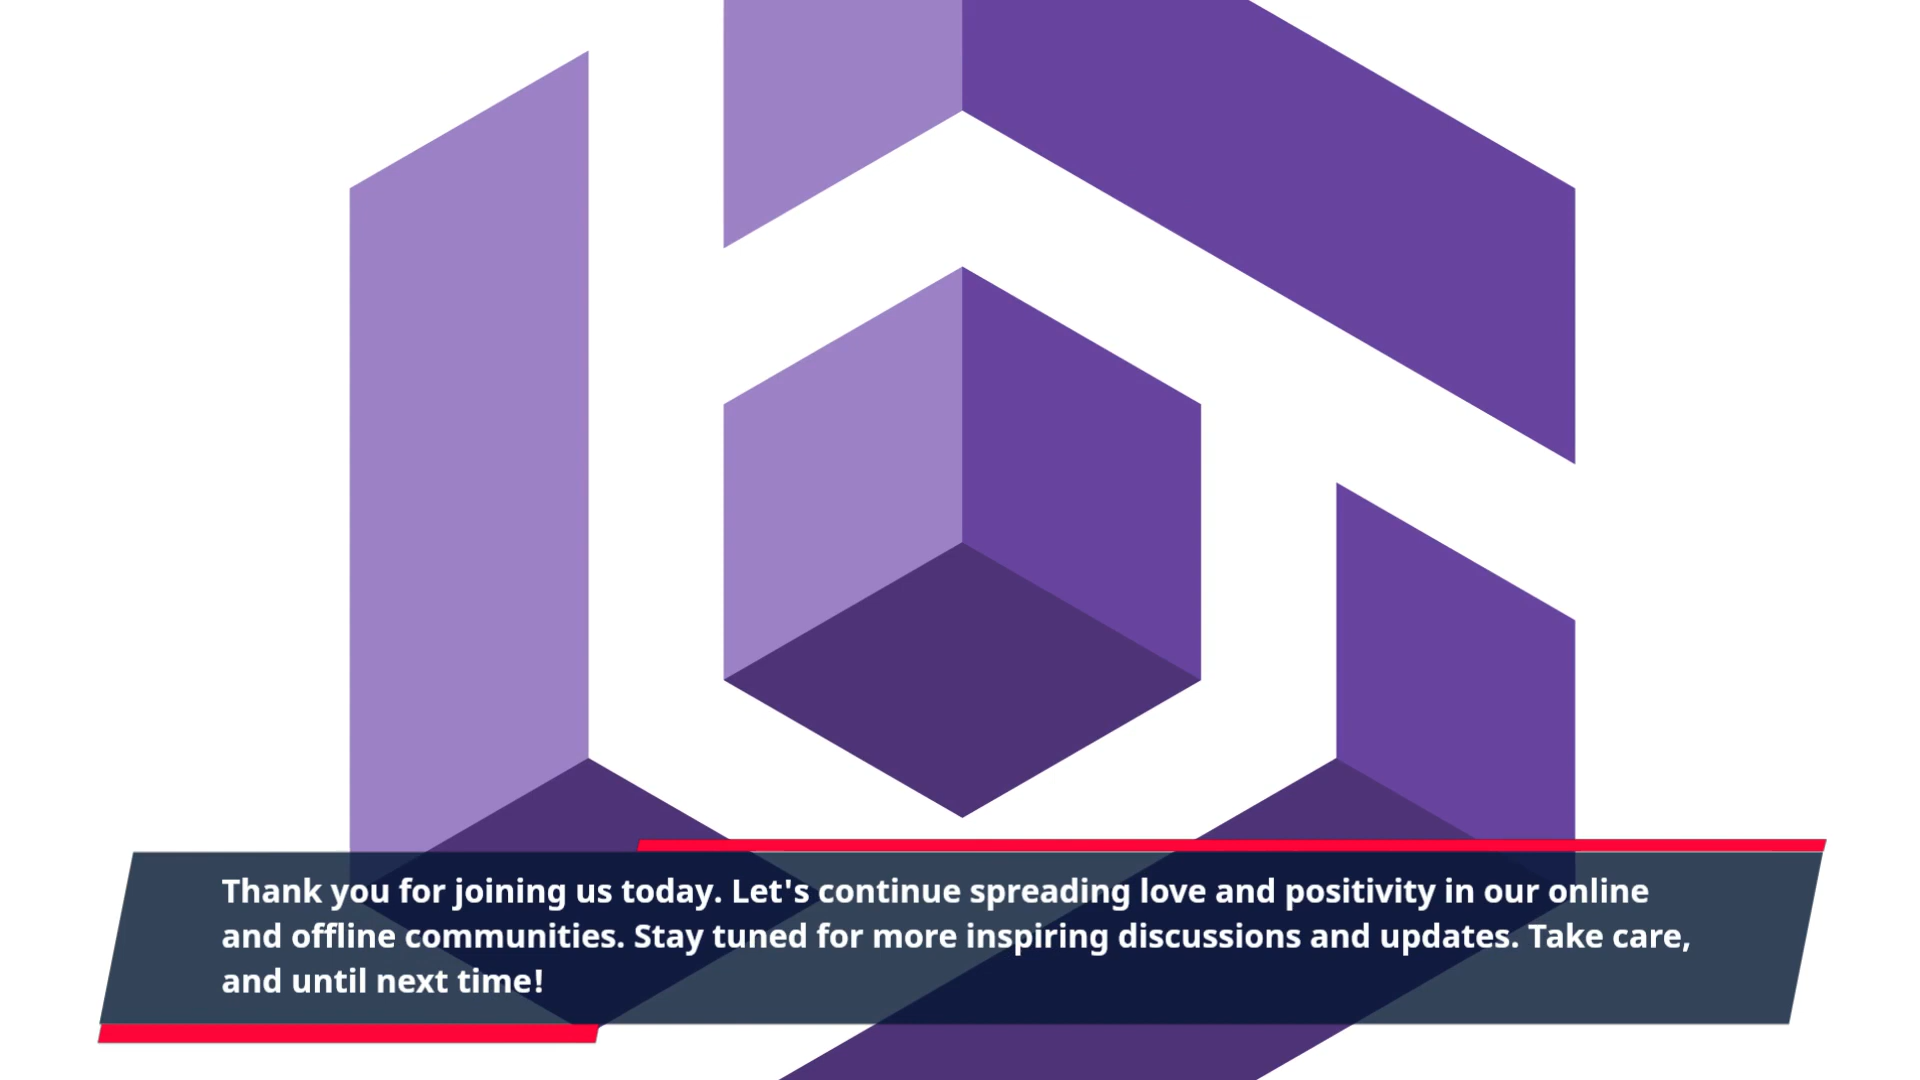 Thank you for joining us today. Let's continue spreading love and positivity in our online
and offline communities. Stay tuned for more inspiring discussions and updates. Take care,
and until next time!